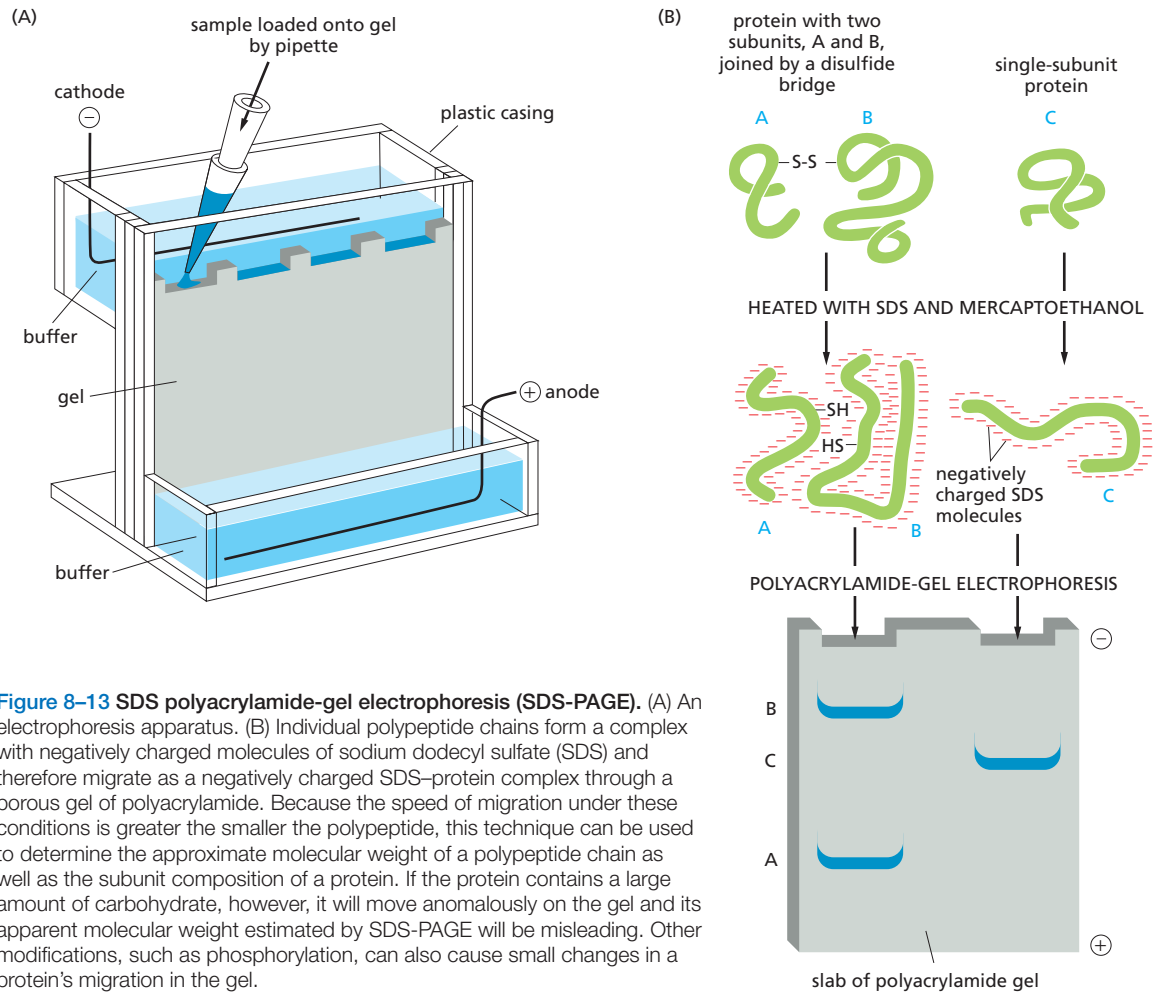 (A)
sample loaded onto gel
by pipette
cathode
−
plastic casing
buffer
gel
+ anode
buffer
(B)
protein with two
subunits, A and B,
joined by a disulfide
bridge
single-subunit
protein
A
B
C
S-S
HEATED WITH SDS AND MERCAPTOETHANOL
SH
HS
negatively
charged SDS
molecules
A
B
C
POLYACRYLAMIDE-GEL ELECTROPHORESIS
−
B
C
A
+
slab of polyacrylamide gel
Figure 8–13 SDS polyacrylamide-gel electrophoresis (SDS-PAGE). (A) An
electrophoresis apparatus. (B) Individual polypeptide chains form a complex
with negatively charged molecules of sodium dodecyl sulfate (SDS) and
therefore migrate as a negatively charged SDS–protein complex through a
porous gel of polyacrylamide. Because the speed of migration under these
conditions is greater the smaller the polypeptide, this technique can be used
to determine the approximate molecular weight of a polypeptide chain as
well as the subunit composition of a protein. If the protein contains a large
amount of carbohydrate, however, it will move anomalously on the gel and its
apparent molecular weight estimated by SDS-PAGE will be misleading. Other
modifications, such as phosphorylation, can also cause small changes in a
protein's migration in the gel.